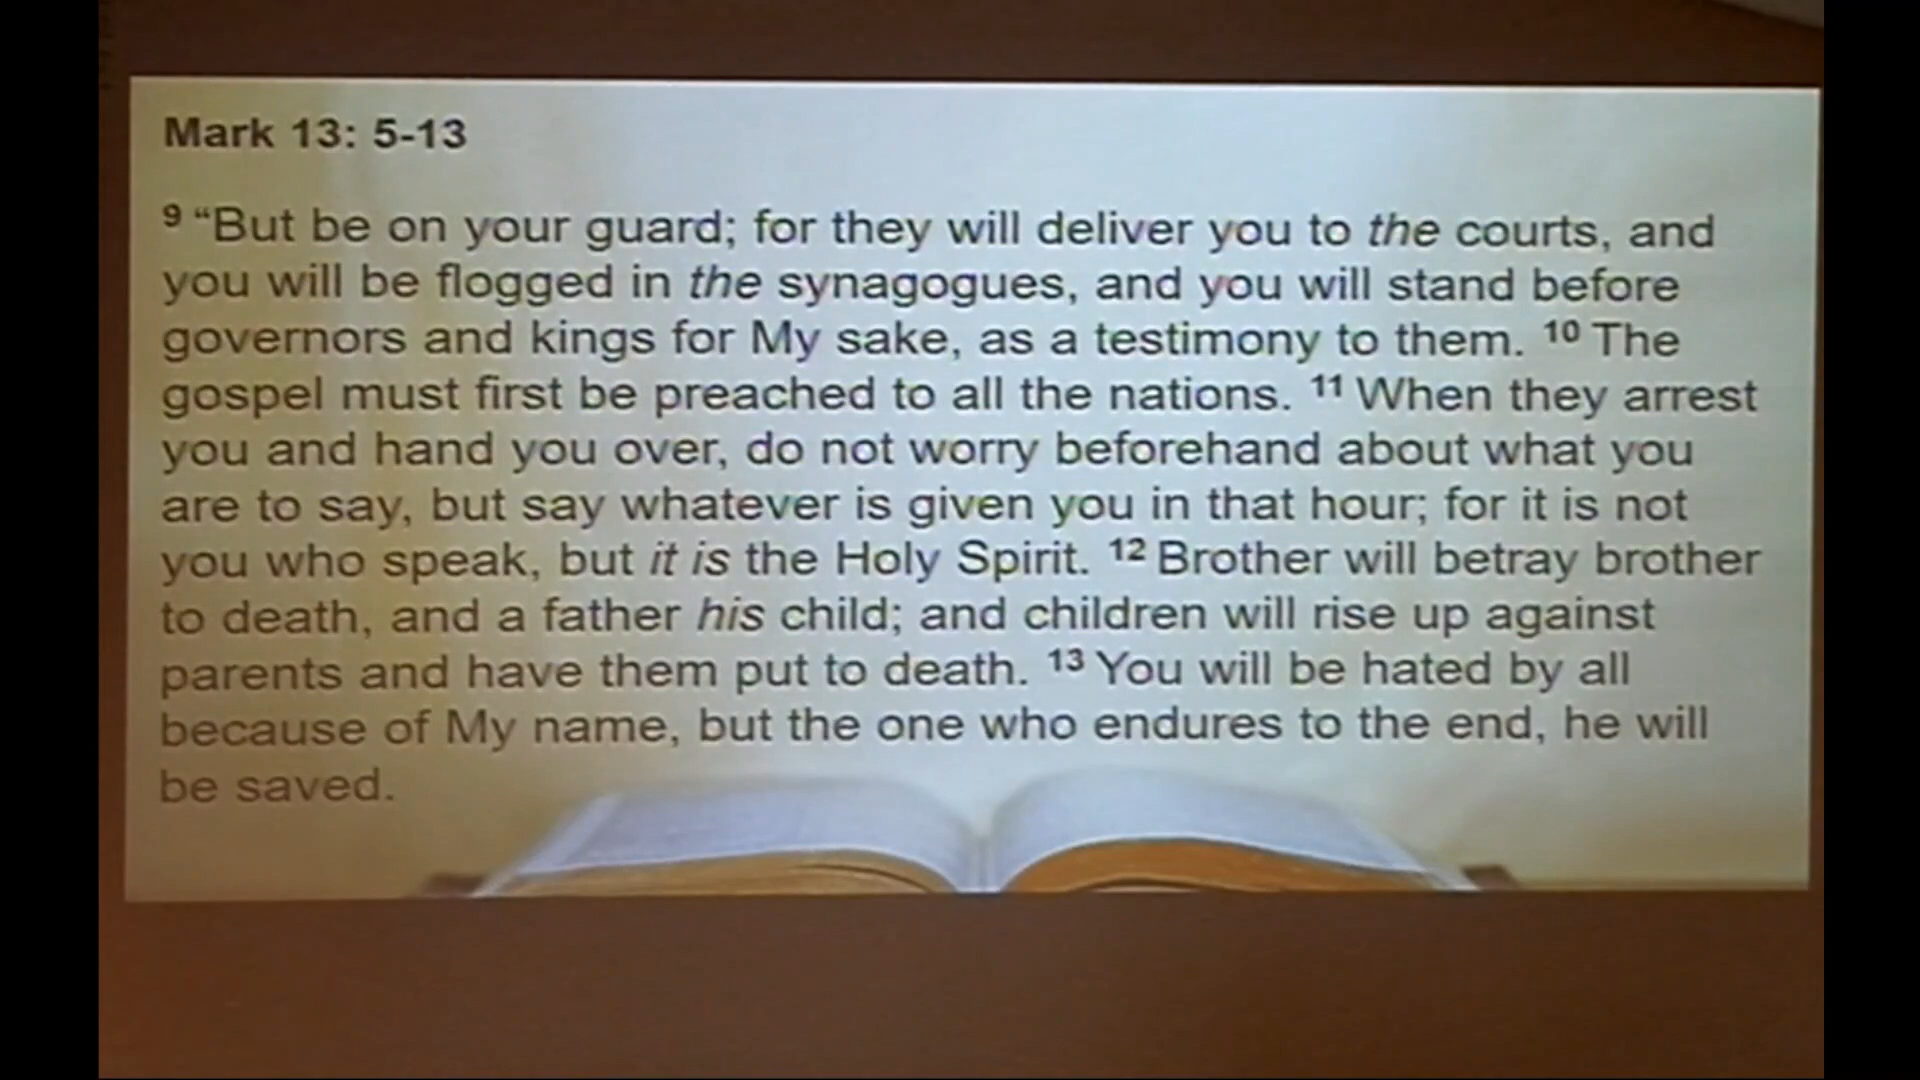 Mark 13: 5-13
9 “But be on your guard; for they will deliver you to the courts, and
you will be flogged in the synagogues, and you will stand before
governors and kings for My sake, as a testimony to them. 10 The
gospel must first be preached to all the nations. 11 When they arrest
you and hand you over, do not worry beforehand about what you
are to say, but say whatever is given you in that hour; for it is not
you who speak, but it is the Holy Spirit. 12 Brother will betray brother
to death, and a father his child; and children will rise up against
parents and have them put to death. 13 You will be hated by all
because of My name, but the one who endures to the end, he will
be saved.